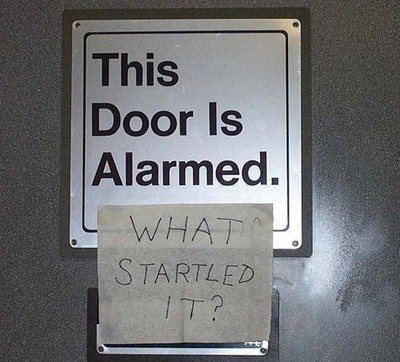 This
Door Is
Alarmed.
WHAT
STARTLED
IT?